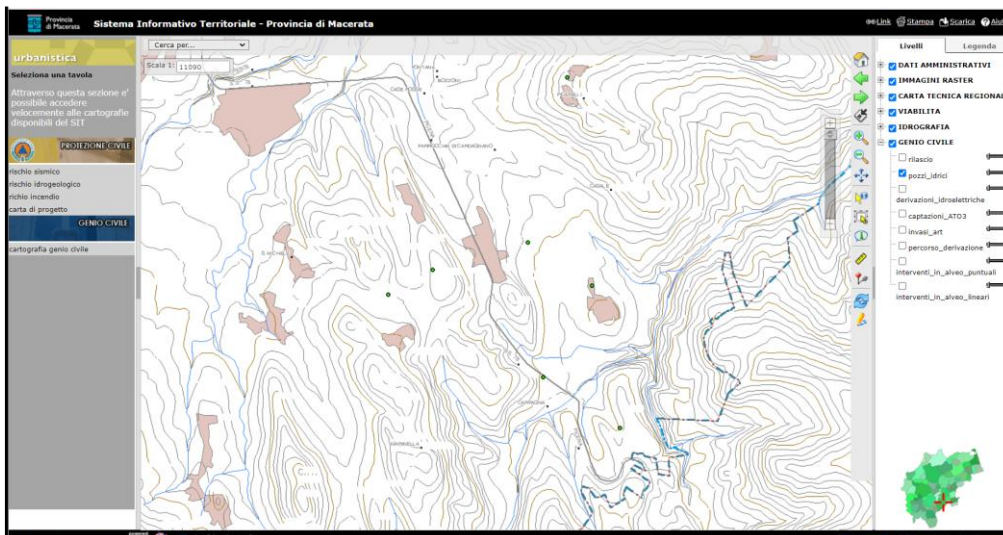 Provincia
di Macerata
Sistema Informativo Territoriale - Provincia di Macerata
Link Stampa Scarica
urbanistica
Seleziona una tavola
Attraverso questa sezione e'
possibile accedere
velocemente alle cartografie
disponibili del SIT
PROTEZIONE CIVILE
rischio sismico
rischio idrogeologico
richio incendio
carta di progetto
GENIO CIVILE
cartografia genio civile
Cerca per...
Scala 1: 11090
Livelli
Legenda
DATI AMMINISTRATIVI
IMMAGINI RASTER
CARTA TECNICA REGIONAL
VIABILITA
IDROGRAFIA
GENIO CIVILE
rilascio
pozzi_idrici
derivazioni_idroelettriche
captazioni_ATO3
invasi_art
percorso_derivazione
interventi_in_alveo_puntuali
interventi_in_alveo_lineari